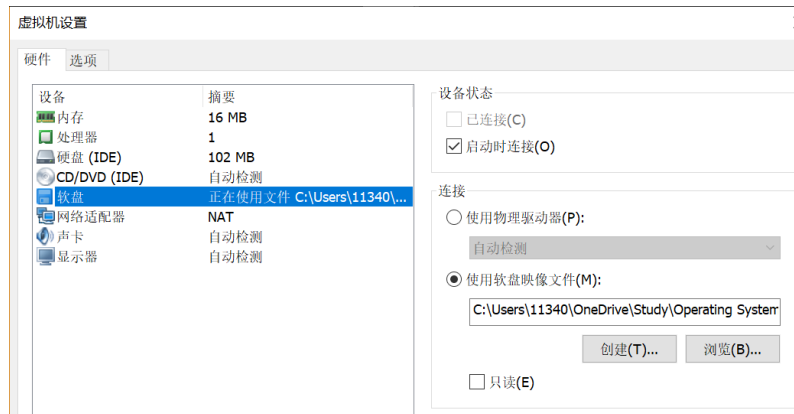 虚拟机设置
硬件 选项
设备 摘要
内存 16 MB
处理器 1
硬盘 (IDE) 102 MB
CD/DVD (IDE) 自动检测
软盘 正在使用文件 C:\Users\11340\...
网络适配器 NAT
声卡 自动检测
显示器 自动检测
设备状态
已连接(C)
启动时连接(O)
连接
使用物理驱动器(P):
自动检测
使用软盘映像文件(M):
C:\Users\11340\OneDrive\Study\Operating System
创建(T)... 浏览(B)...
只读(E)